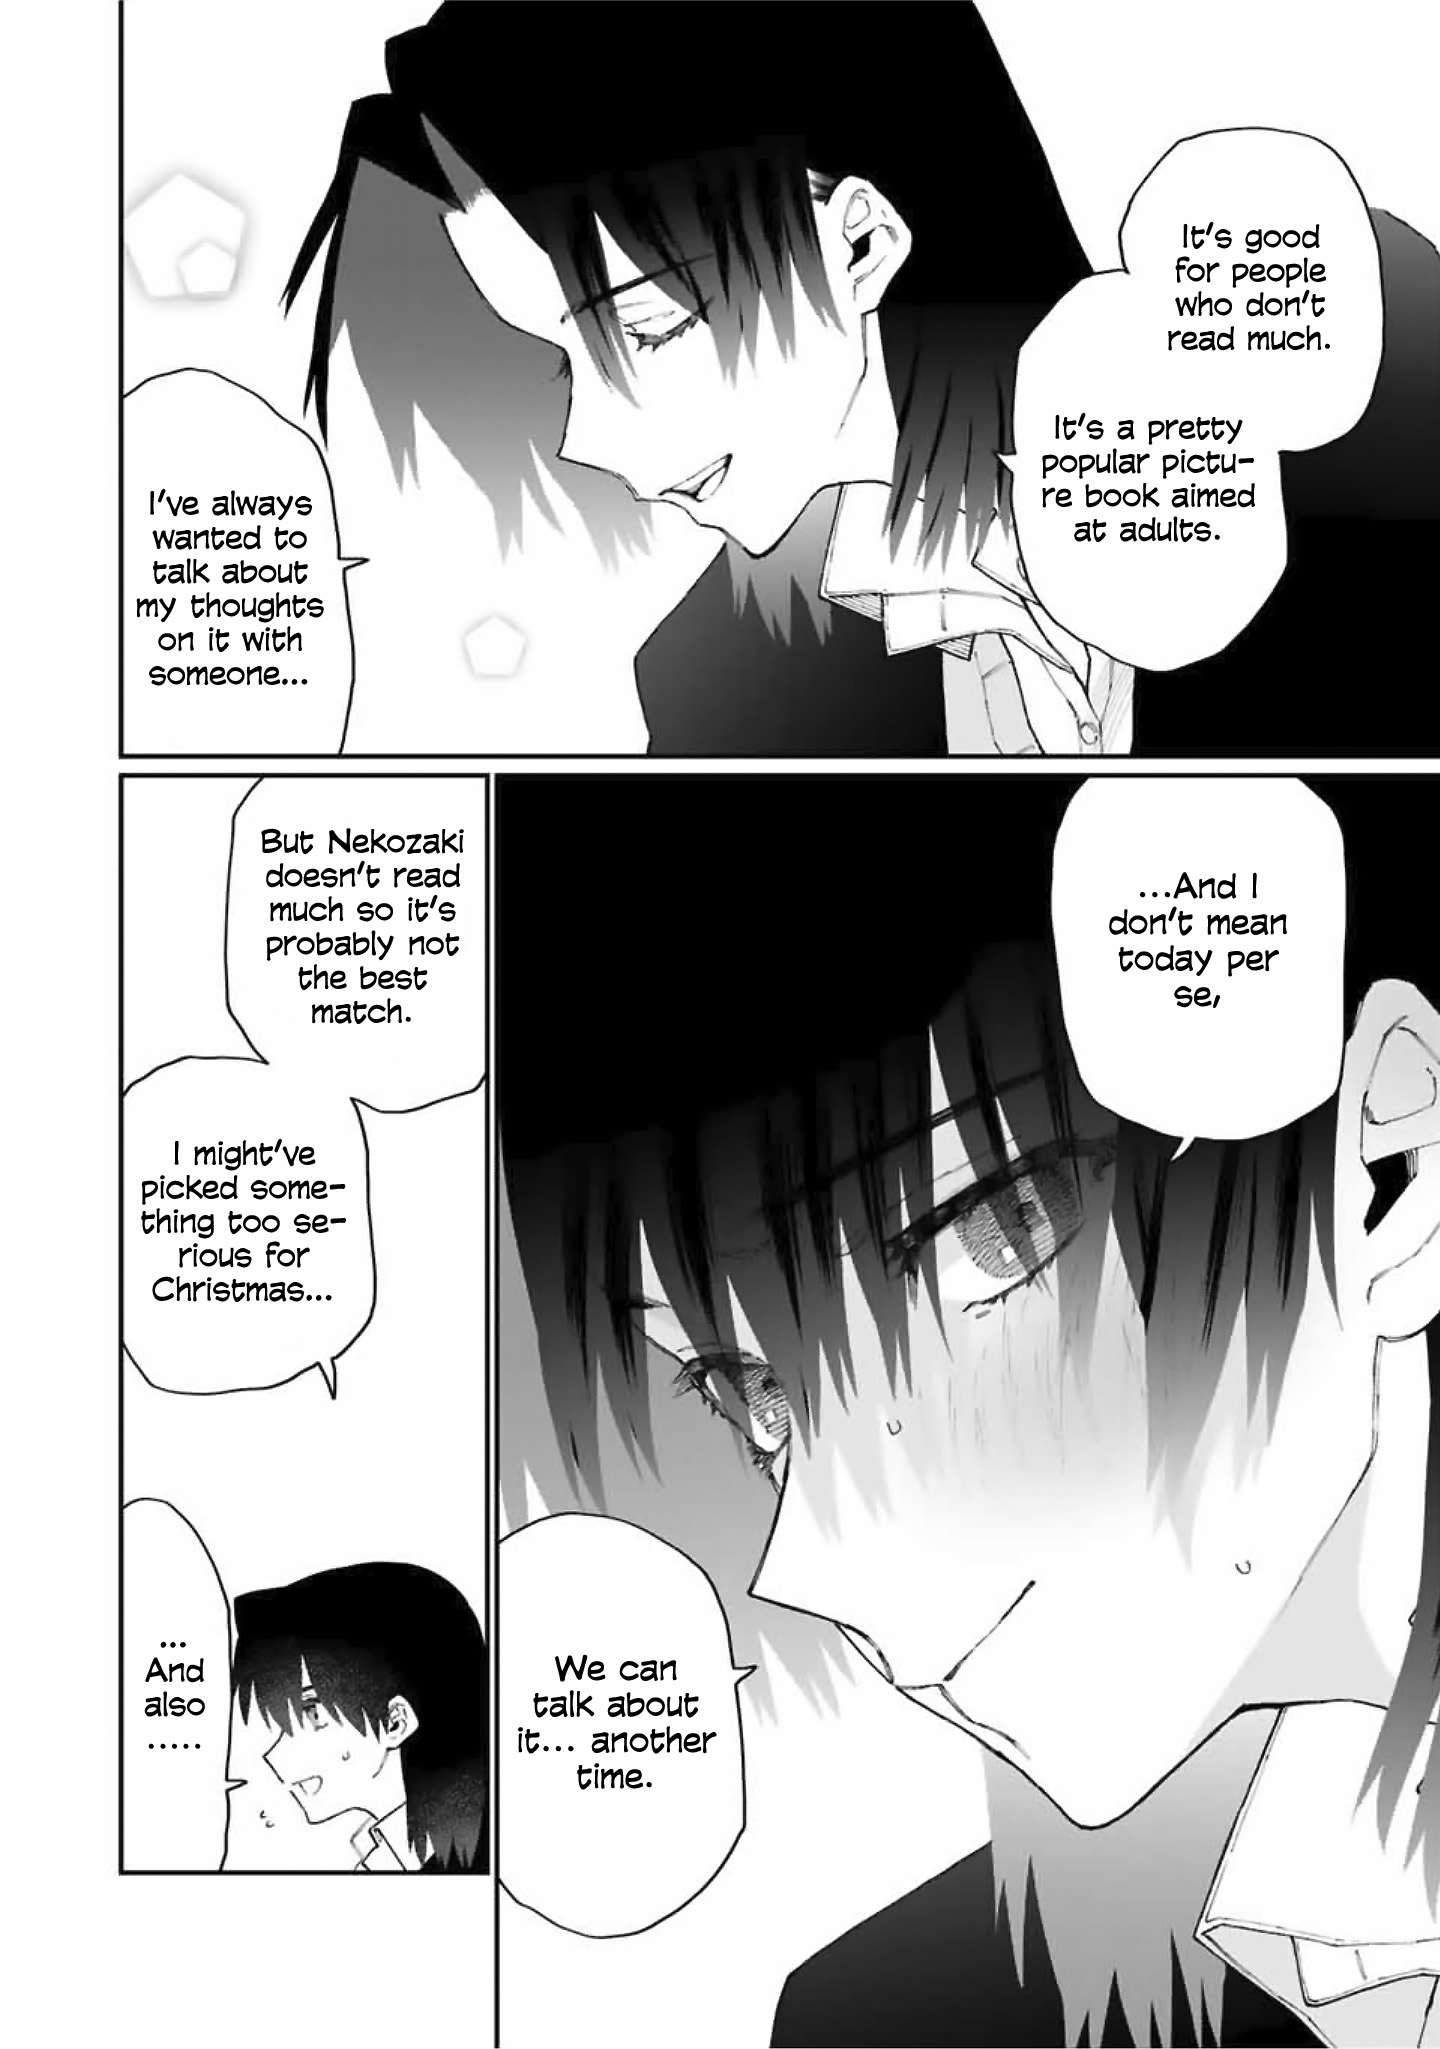 It's good
for people
who don't
read much.
It's a pretty
popular pictu-
re book aimed
at adults.
I've always
wanted to
talk about
my thoughts
on it with
someone...
...And I
don't mean
today per
se,
We can
talk about
it... another
time.
But Nekozaki
doesn't read
much so it's
probably not
the best
match.
I might've
picked some-
thing too se-
rious for
Christmas...
...
And
also
.....